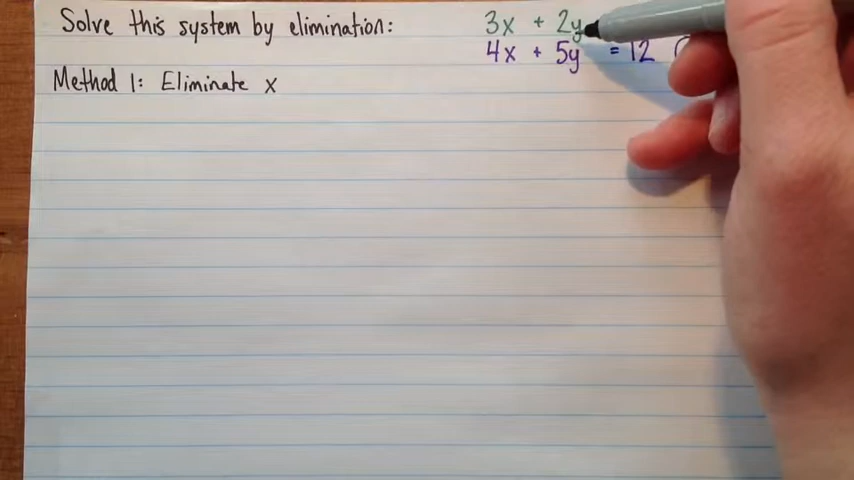 Solve this system by elimination:
3x + 2y
4x + 5y = 12
Method 1: Eliminate x